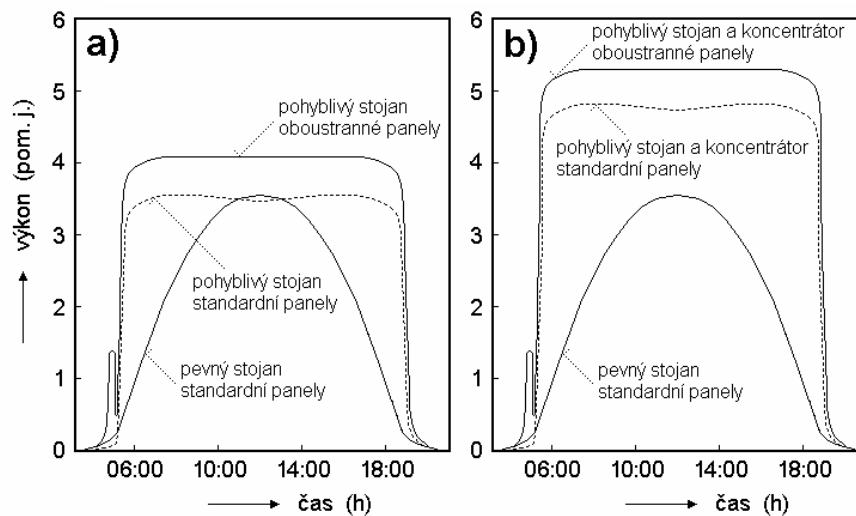 a)
6
5
4
3
2
1
0
výkon (pom. j.)
pohyblivý stojan
oboustranné panely
pohyblivý stojan
standardní panely
pevný stojan
standardní panely
06:00 10:00 14:00 18:00
čas (h)
b)
6
5
4
3
2
1
0
pohyblivý stojan a koncentrátor
oboustranné panely
pohyblivý stojan a koncentrátor
standardní panely
pevný stojan
standardní panely
06:00 10:00 14:00 18:00
čas (h)